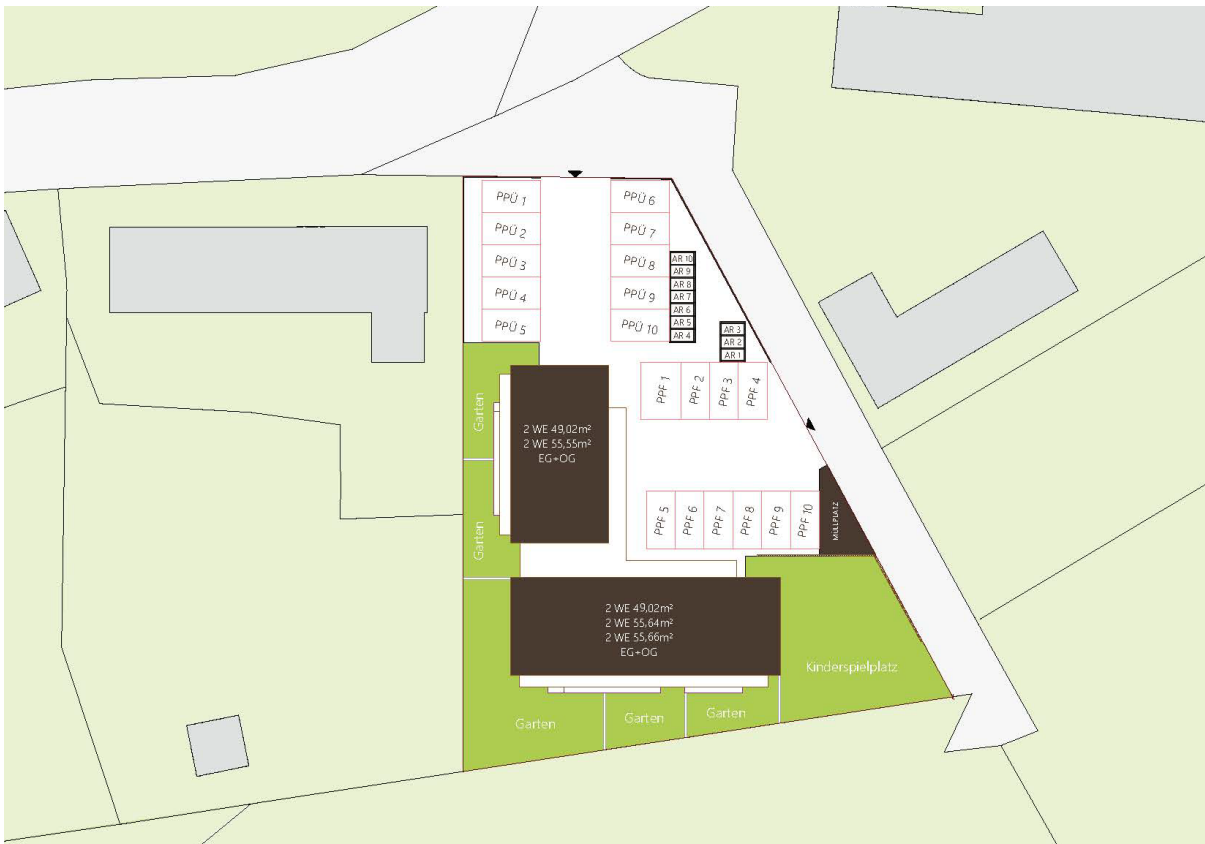 PPÜ 1
PPÜ 2
PPÜ 3
PPÜ 4
PPÜ 5
PPÜ 6
PPÜ 7
PPÜ 8
PPÜ 9
PPÜ 10
AR 10
AR 9
AR 8
AR 7
AR 6
AR 5
AR 4
AR 3
AR 2
AR 1
PPF 1
PPF 2
PPF 3
PPF 4
Garten
2 WE 49,02m²
2 WE 55,55m²
EG+OG
Garten
PPF 5
PPF 6
PPF 7
PPF 8
PPF 9
PPF 10
MÜLLPLATZ
2 WE 49,02m²
2 WE 55,64m²
2 WE 55,66m²
EG+OG
Kinderspielplatz
Garten
Garten
Garten